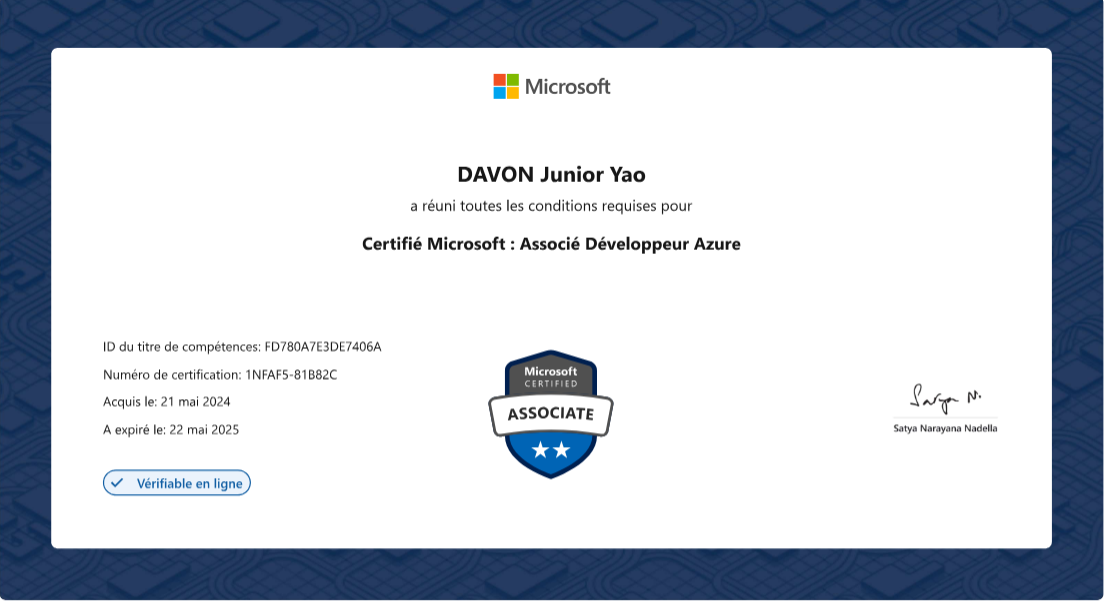 Microsoft
DAVON Junior Yao
a réuni toutes les conditions requises pour
Certifié Microsoft : Associé Développeur Azure
ID du titre de compétences: FD780A7E3DE7406A
Numéro de certification: 1NFAF5-81B82C
Acquis le: 21 mai 2024
A expiré le: 22 mai 2025
Vérifiable en ligne
Microsoft
CERTIFIED
ASSOCIATE
Satya N.
Satya Narayana Nadella